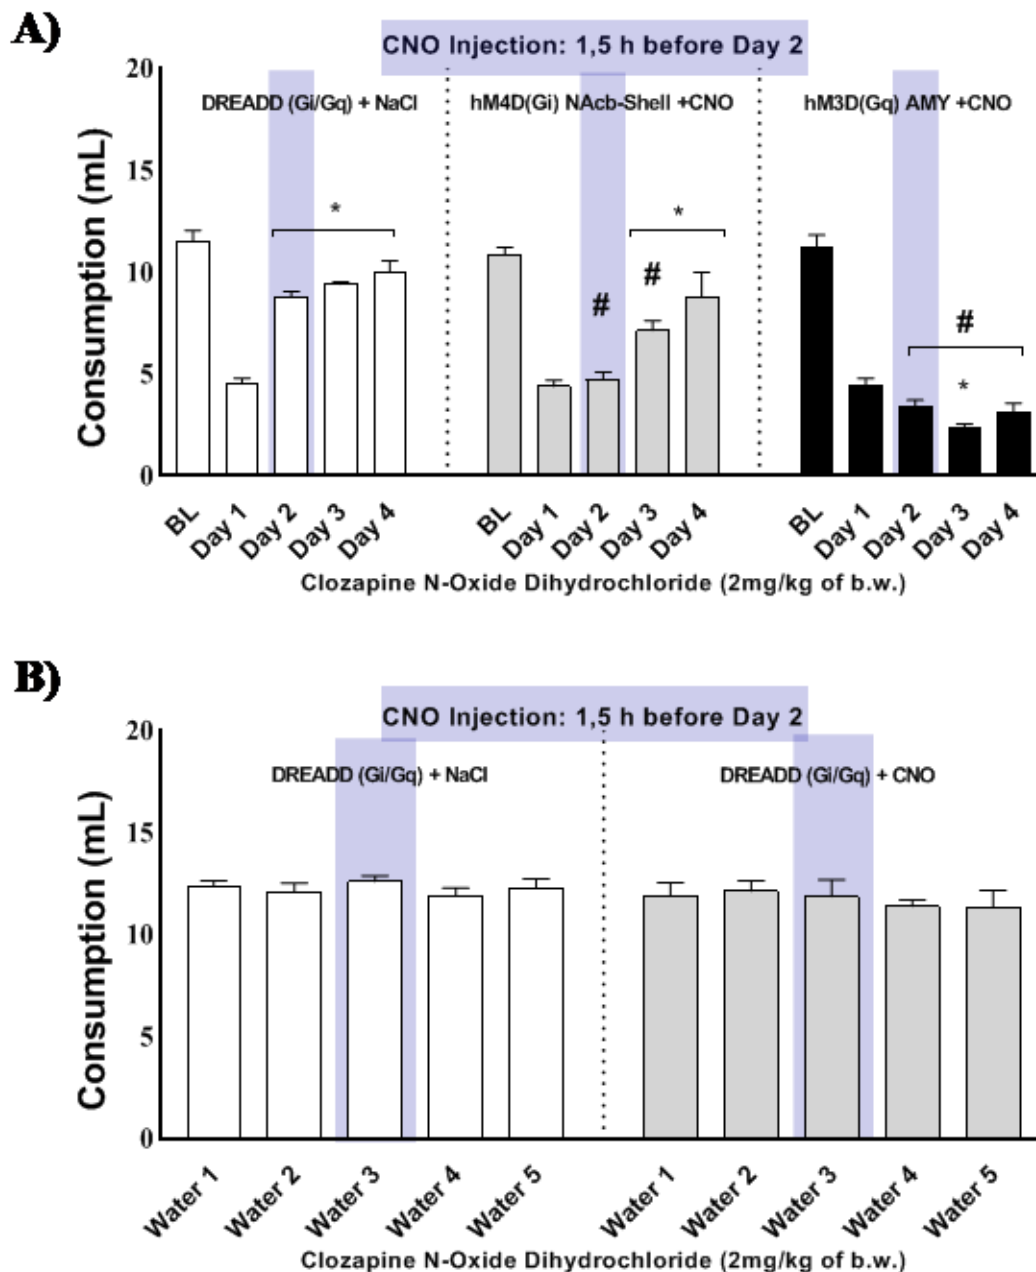 A)
CNO Injection: 1,5 h before Day 2
DREADD (Gi/Gq) + NaCl
hM4D(Gi) NAcb-Shell +CNO
hM3D(Gq) AMY +CNO
Consumption (mL)
20
15
10
5
0
*
*
#
#
#
*
BL
Day 1
Day 2
Day 3
Day 4
BL
Day 1
Day 2
Day 3
Day 4
BL
Day 1
Day 2
Day 3
Day 4
Clozapine N-Oxide Dihydrochloride (2mg/kg of b.w.)
B)
CNO Injection: 1,5 h before Day 2
DREADD (Gi/Gq) + NaCl
DREADD (Gi/Gq) + CNO
Consumption (mL)
20
15
10
5
0
Water 1
Water 2
Water 3
Water 4
Water 5
Water 1
Water 2
Water 3
Water 4
Water 5
Clozapine N-Oxide Dihydrochloride (2mg/kg of b.w.)